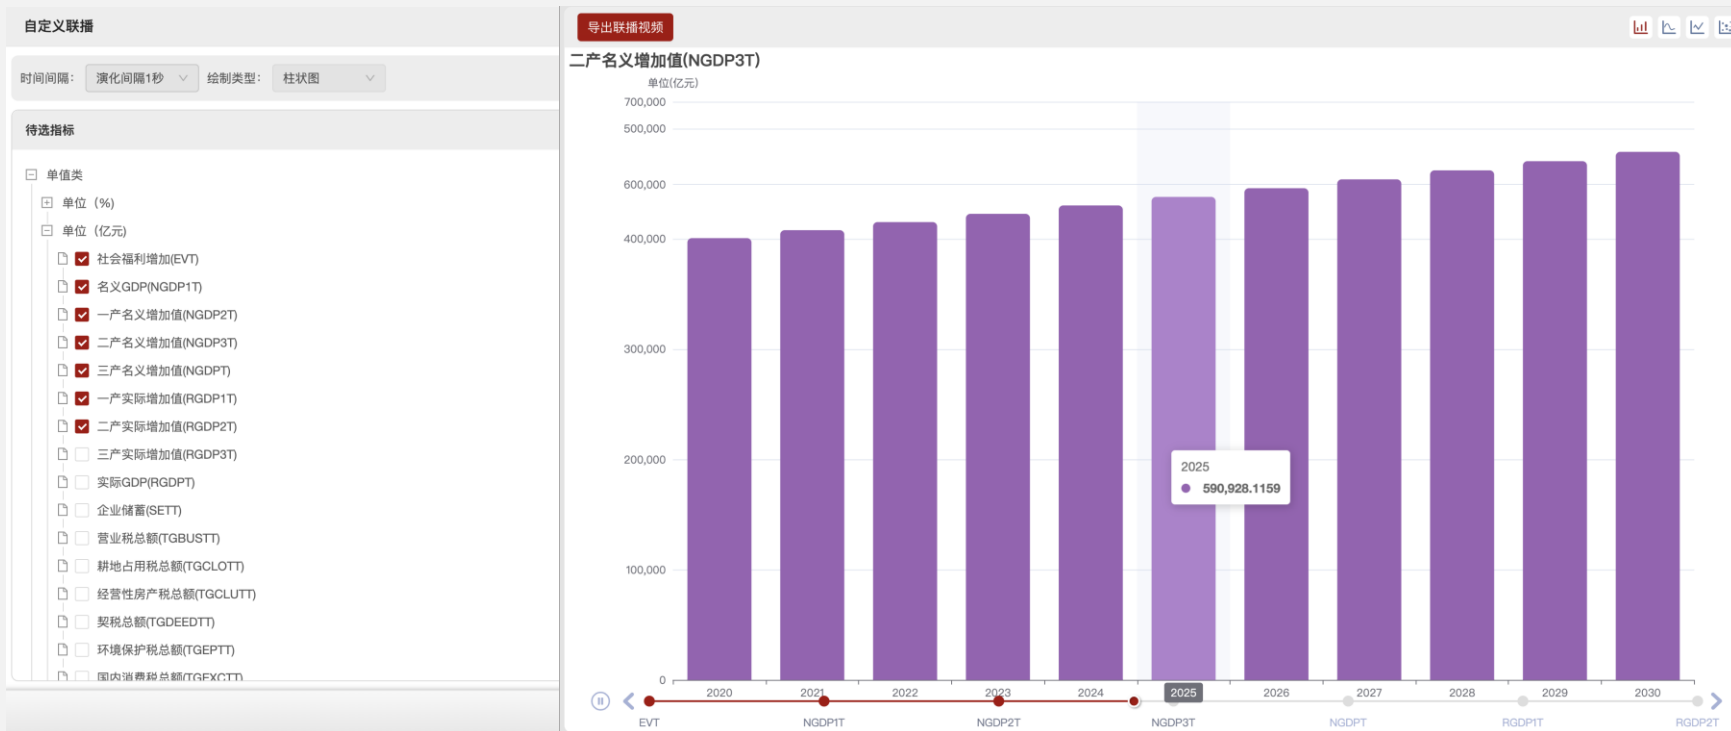 自定义联播
时间间隔: 演化间隔1秒 绘制类型: 柱状图
待选指标
单值类
单位（%)
单位（亿元)
社会福利增加(EVT)
名义GDP(NGDP1T)
一产名义增加值(NGDP2T)
二产名义增加值(NGDP3T)
三产名义增加值(NGDPT)
一产实际增加值(RGDP1T)
二产实际增加值(RGDP2T)
三产实际增加值(RGDP3T)
实际GDP(RGDPT)
企业储蓄(SETT)
营业税总额(TGBUSTT)
耕地占用税总额(TGCLOTT)
经营性房产税总额(TGCLUTT)
契税总额(TGDEEDTT)
环境保护税总额(TGEPTT)
国内消费税总额(TGEXCTT)
导出联播视频
二产名义增加值(NGDP3T)
单位(亿元)
700,000
500,000
600,000
400,000
300,000
200,000
100,000
0
2025
590,928.1159
2020 2021 2022 2023 2024 2025 2026 2027 2028 2029 2030
EVT NGDP1T NGDP2T NGDP3T NGDPT RGDP1T RGDP2T